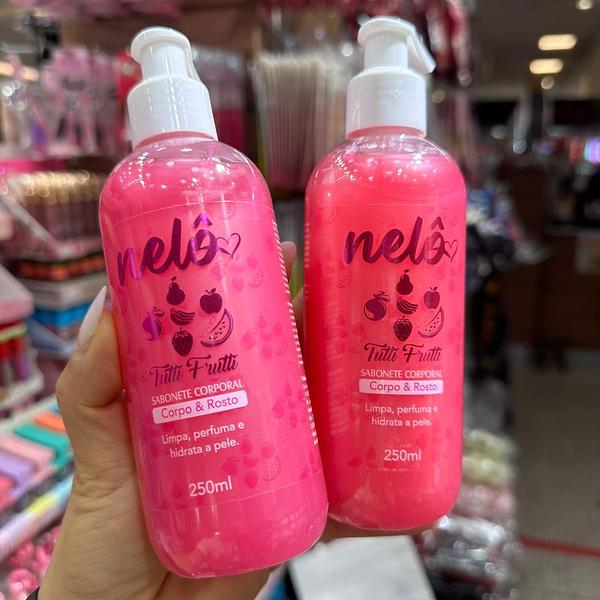 nelô
Tutti Frutti
SABONETE CORPORAL
Corpo & Rosto
Limpa, perfuma e
hidrata a pele.
250ml
nelô
Tutti Frutti
SABONETE CORPORAL
Corpo & Rosto
Limpa, perfuma e
hidrata a pele.
250ml